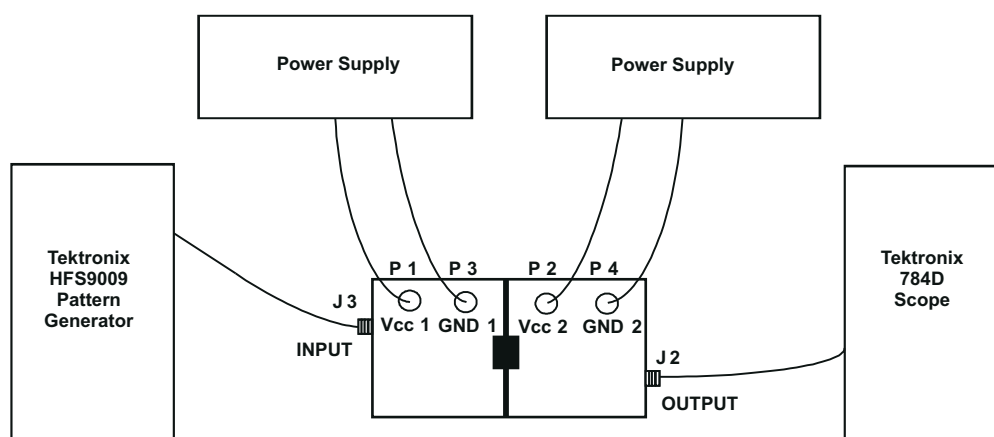 Power Supply
Power Supply
Tektronix
HFS9009
Pattern
Generator
Tektronix
784D
Scope
P 1
P 3
P 2
P 4
J 3
Vcc 1
GND 1
Vcc 2
GND 2
INPUT
J 2
OUTPUT